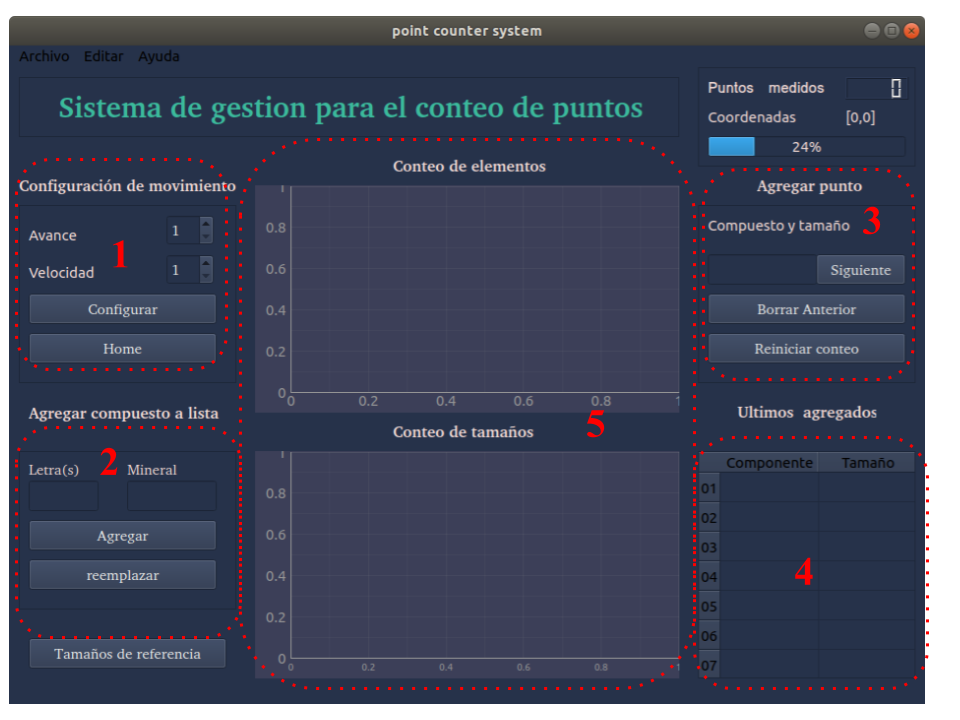 point counter system
Archivo Editar Ayuda
Sistema de gestion para el conteo de puntos
Puntos medidos 0
Coordenadas [0,0]
24%
Configuración de movimiento
Avance 1
1
Velocidad 1
Configurar
Home
Agregar compuesto a lista
2
Letra(s) Mineral
Agregar
reemplazar
Tamaños de referencia
Conteo de elementos
1
0.8
0.6
0.4
0.2
0
0 0.2 0.4 0.6 0.8 1
5
Conteo de tamaños
1
0.8
0.6
0.4
0.2
0
0 0.2 0.4 0.6 0.8 1
Agregar punto
Compuesto y tamaño 3
Siguiente
Borrar Anterior
Reiniciar conteo
Ultimos agregados
Componente Tamaño
01
02
03
04 4
05
06
07